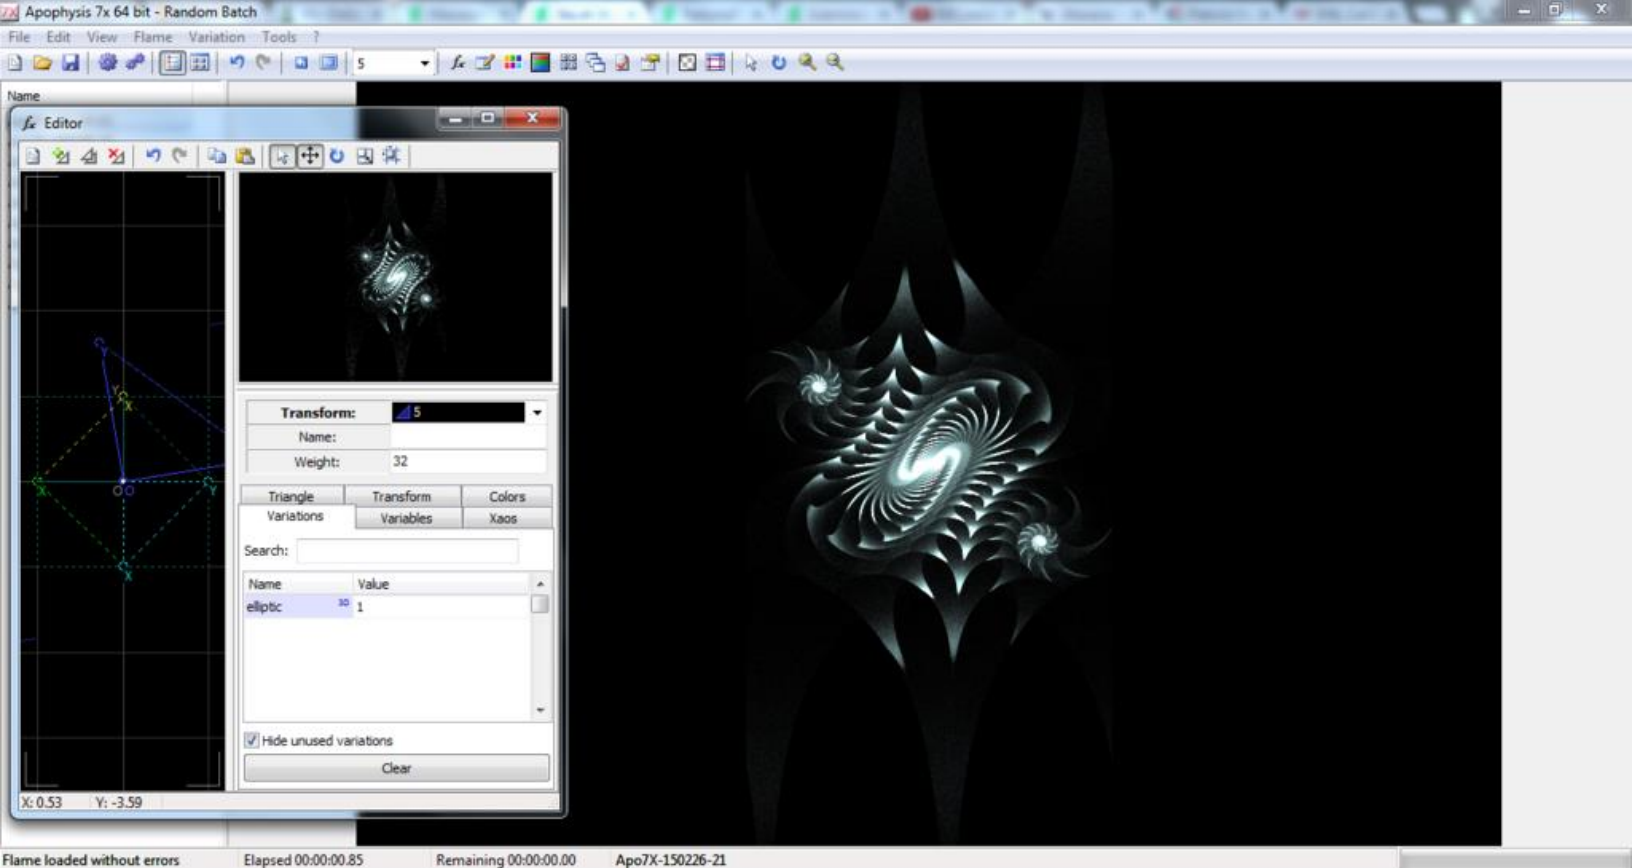 Apophysis 7x 64 bit - Random Batch
File Edit View Flame Variation Tools ?
5
Name
Editor
Transform: 5
Name:
Weight: 32
Triangle Transform Colors
Variations Variables Xaos
Search:
Name Value
elliptic 3D 1
Hide unused variations
Clear
X: 0.53 Y: -3.59
Flame loaded without errors Elapsed 00:00:00.85 Remaining 00:00:00.00 Apo7X-150226-21